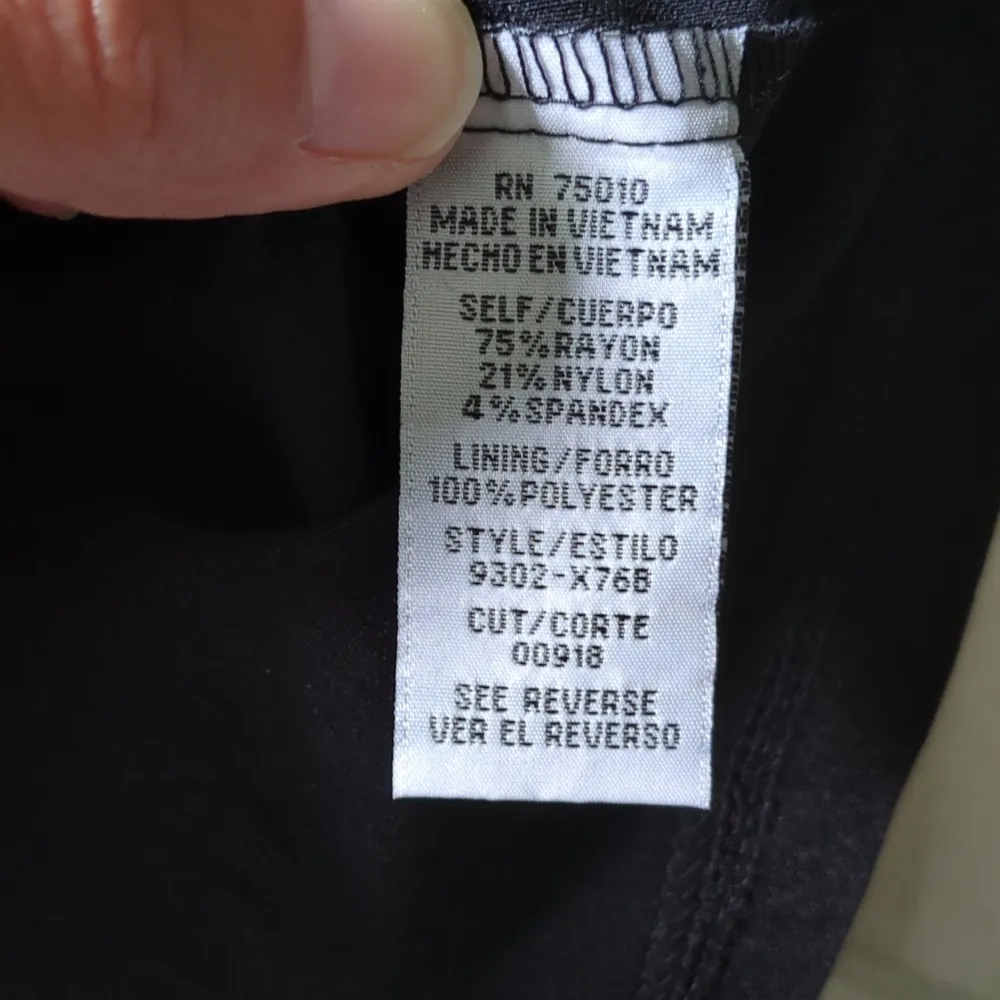 RN 75010
MADE IN VIETNAM
HECHO EN VIETNAM
SELF/CUERPO
75%RAYON
21%NYLON
4%SPANDEX
LINING/FORRO
100%POLYESTER
STYLE/ESTILO
9302-X768
CUT/CORTE
00918
SEE REVERSE
VER EL REVERSO